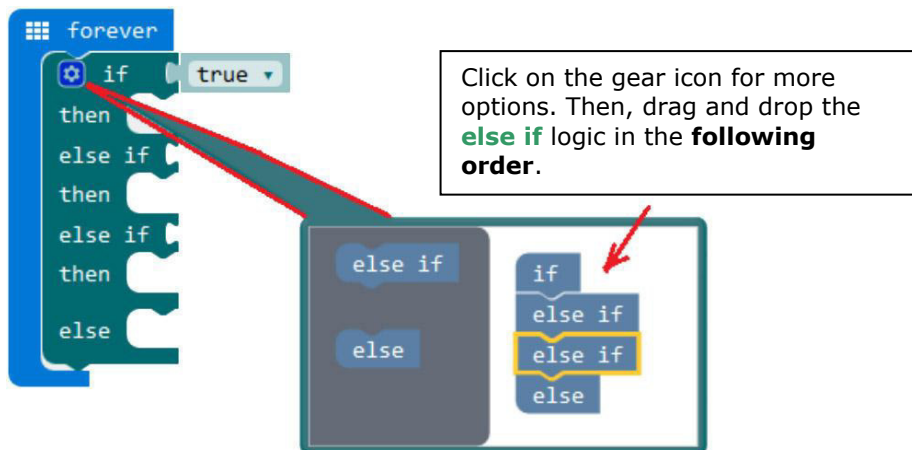 forever
if true
then
else if
then
else if
then
else
Click on the gear icon for more
options. Then, drag and drop the
else if logic in the following
order.
else if
else
if
else if
else if
else